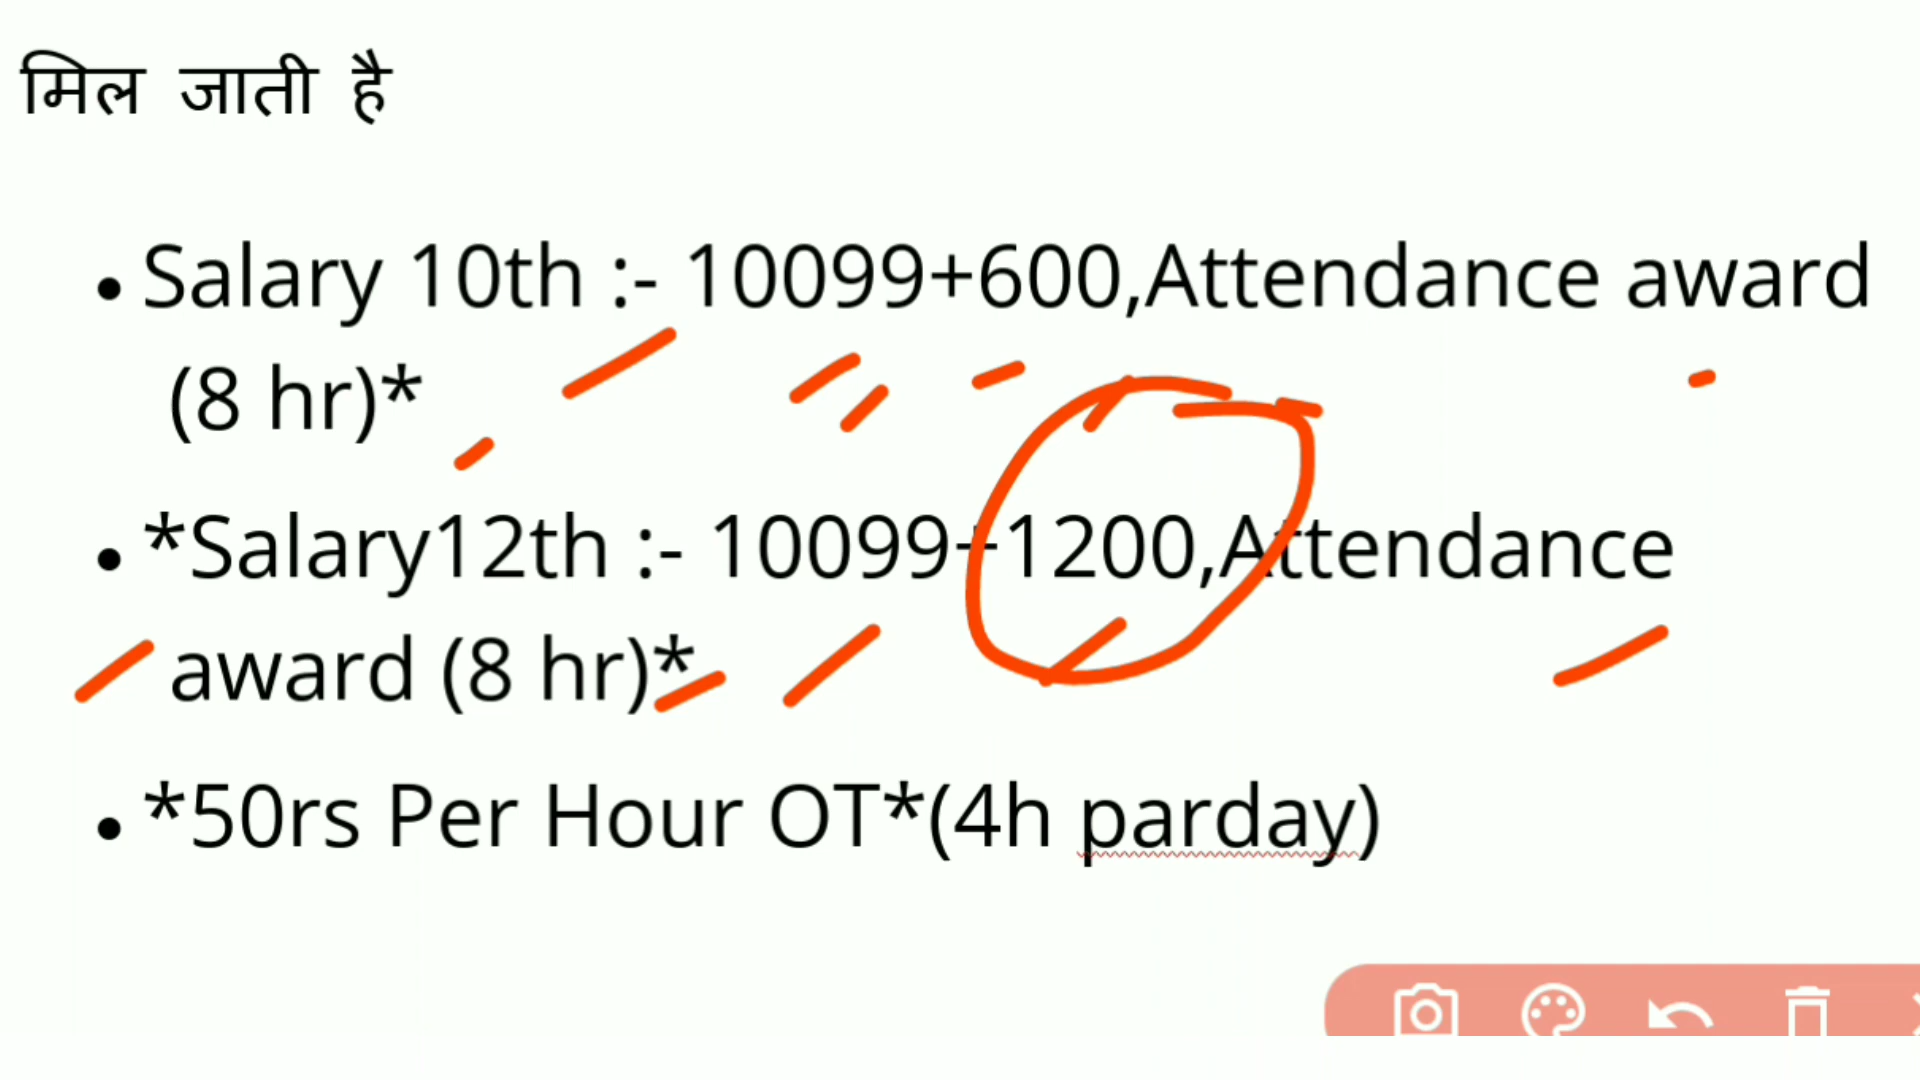 मिल जाती है
• Salary 10th :- 10099+600,Attendance award
(8 hr)*
• *Salary12th :- 10099+1200,Attendance
award (8 hr)*
• *50rs Per Hour OT*(4h parday)